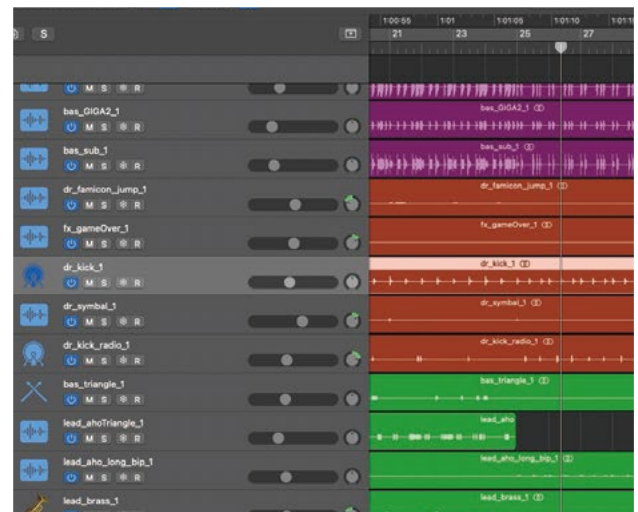 1:00:55 1:01 1:01:05 1:01:10
S 21 23 25 27
M S R
bas_GIGA2_1 bas_GIGA2_1
M S R
bas_sub_1 bas_sub_1
M S R
dr_famicon_jump_1 dr_famicon_jump_1
M S R
fx_gameOver_1 fx_gameOver_1
M S R
dr_kick_1 dr_kick_1
M S R
dr_symbal_1 dr_symbal_1
M S R
dr_kick_radio_1 dr_kick_radio_1
M S R
bas_triangle_1 bas_triangle_1
M S R
lead_ahoTriangle_1 lead_aho
M S R
lead_aho_long_bip_1 lead_aho_long_bip_1
M S R
lead_brass_1 lead_brass_1